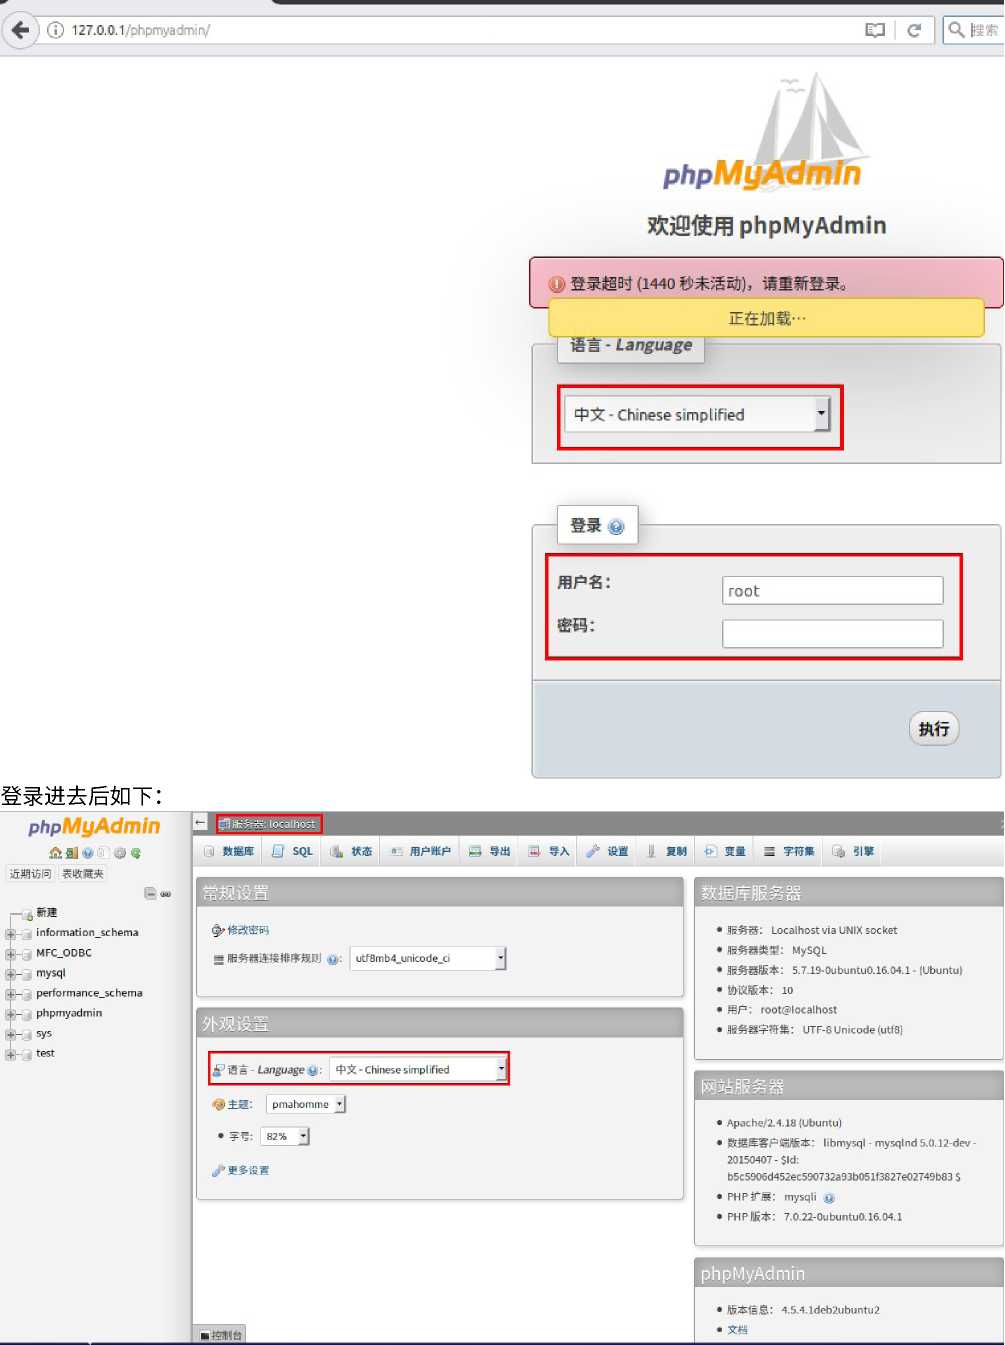 127.0.0.1/phpmyadmin/
搜索
phpMyAdmin
欢迎使用 phpMyAdmin
登录超时 (1440 秒未活动)，请重新登录。
正在加载…
语言 - Language
中文 - Chinese simplified
登录
用户名：
root
密码：
执行
登录进去后如下：
phpMyAdmin
近期访问 表收藏夹
新建
information_schema
MFC_ODBC
mysql
performance_schema
phpmyadmin
sys
test
服务器: localhost
数据库 SQL 状态 用户账户 导出 导入 设置 复制 变量 字符集 引擎
常规设置
修改密码
服务器连接排序规则 : utf8mb4_unicode_ci
外观设置
语言 - Language : 中文 - Chinese simplified
主题: pmahomme
字号: 82%
更多设置
数据库服务器
服务器： Localhost via UNIX socket
服务器类型： MySQL
服务器版本： 5.7.19-0ubuntu0.16.04.1 - (Ubuntu)
协议版本： 10
用户： root@localhost
服务器字符集： UTF-8 Unicode (utf8)
网站服务器
Apache/2.4.18 (Ubuntu)
数据库客户端版本： libmysql - mysqlnd 5.0.12-dev -
20150407 - $Id:
b5c5906d452ec590732a93b051f3827e02749b83 $
PHP 扩展： mysqli
PHP 版本： 7.0.22-0ubuntu0.16.04.1
phpMyAdmin
版本信息： 4.5.4.1deb2ubuntu2
文档
控制台